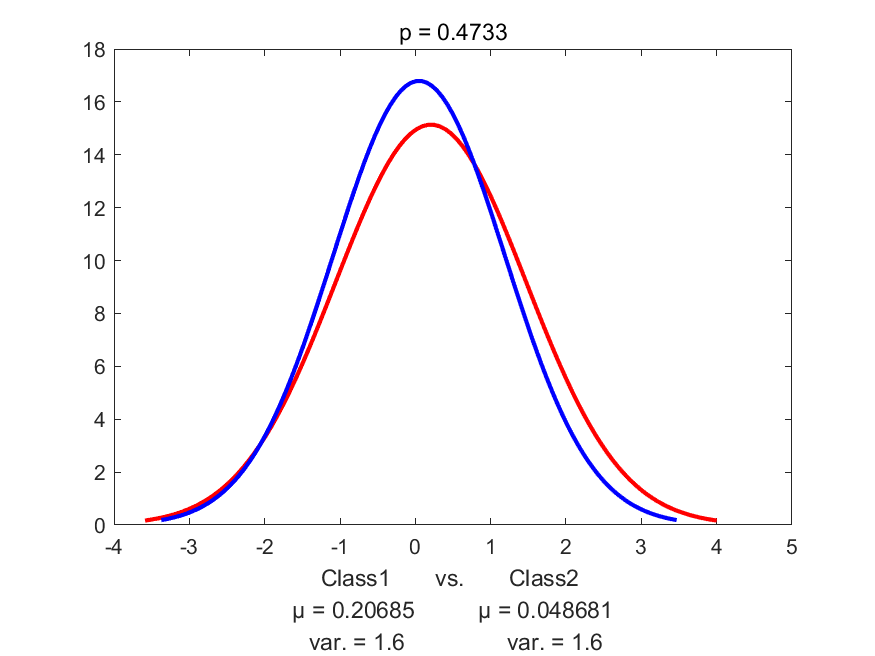 p = 0.4733
18
16
14
12
10
8
6
4
2
0
-4 -3 -2 -1 0 1 2 3 4 5
Class1 vs. Class2
μ = 0.20685 μ = 0.048681
var. = 1.6 var. = 1.6